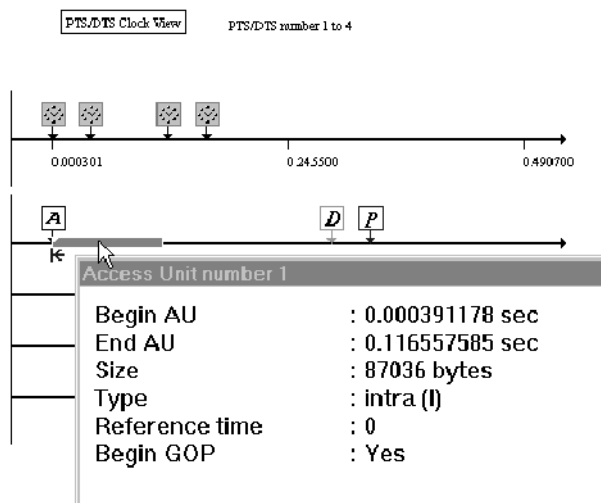 PTS/DTS Clock View PTS/DTS number 1 to 4
0.000301 0.245500 0.490700
A D P
Access Unit number 1
Begin AU : 0.000391178 sec
End AU : 0.116557585 sec
Size : 87036 bytes
Type : intra (I)
Reference time : 0
Begin GOP : Yes